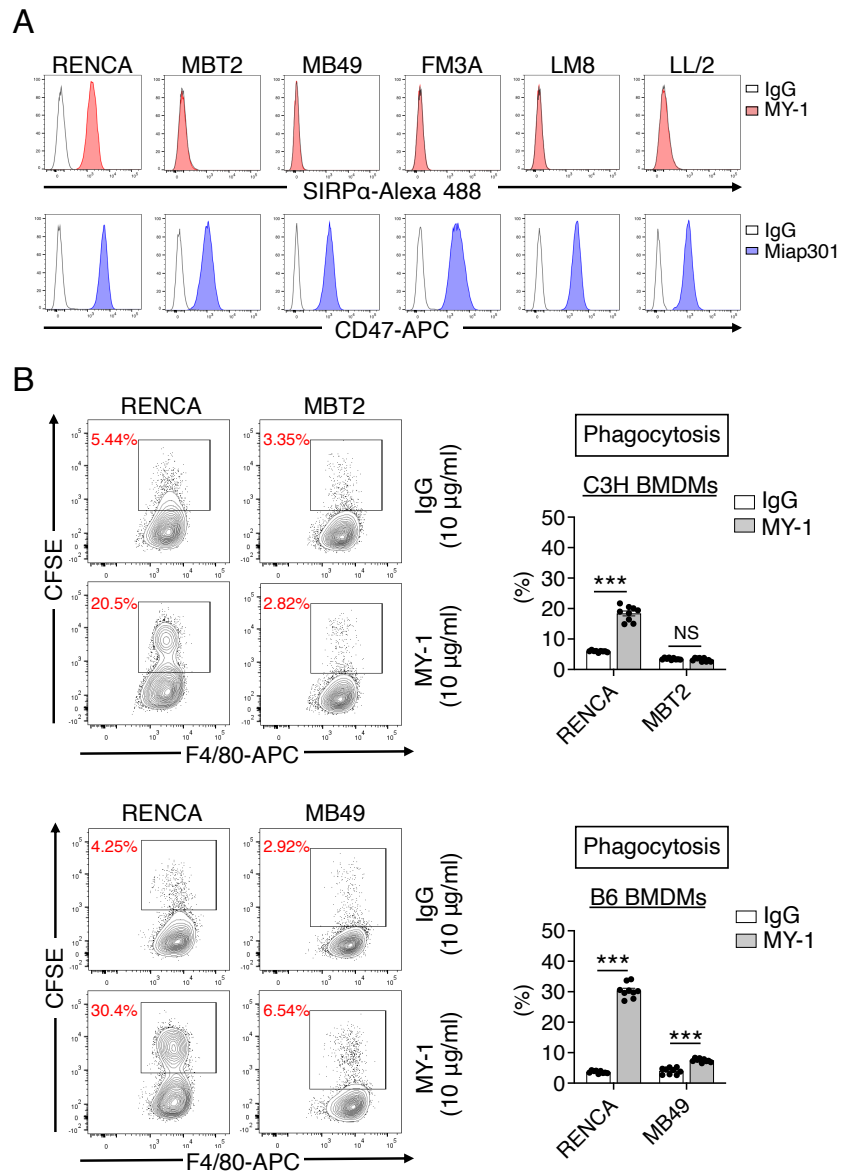 A
RENCA MBT2 MB49 FM3A LM8 LL/2
IgG
MY-1
SIRPα-Alexa 488
IgG
Miap301
CD47-APC
B
RENCA MBT2
5.44% 3.35%
IgG
(10 µg/ml)
20.5% 2.82%
MY-1
(10 µg/ml)
CFSE
F4/80-APC
Phagocytosis
C3H BMDMs
IgG
MY-1
(%)
50
40
30
20
10
0
***
NS
RENCA
MBT2
RENCA MB49
4.25% 2.92%
IgG
(10 µg/ml)
30.4% 6.54%
MY-1
(10 µg/ml)
CFSE
F4/80-APC
Phagocytosis
B6 BMDMs
IgG
MY-1
(%)
50
40
30
20
10
0
***
***
RENCA
MB49